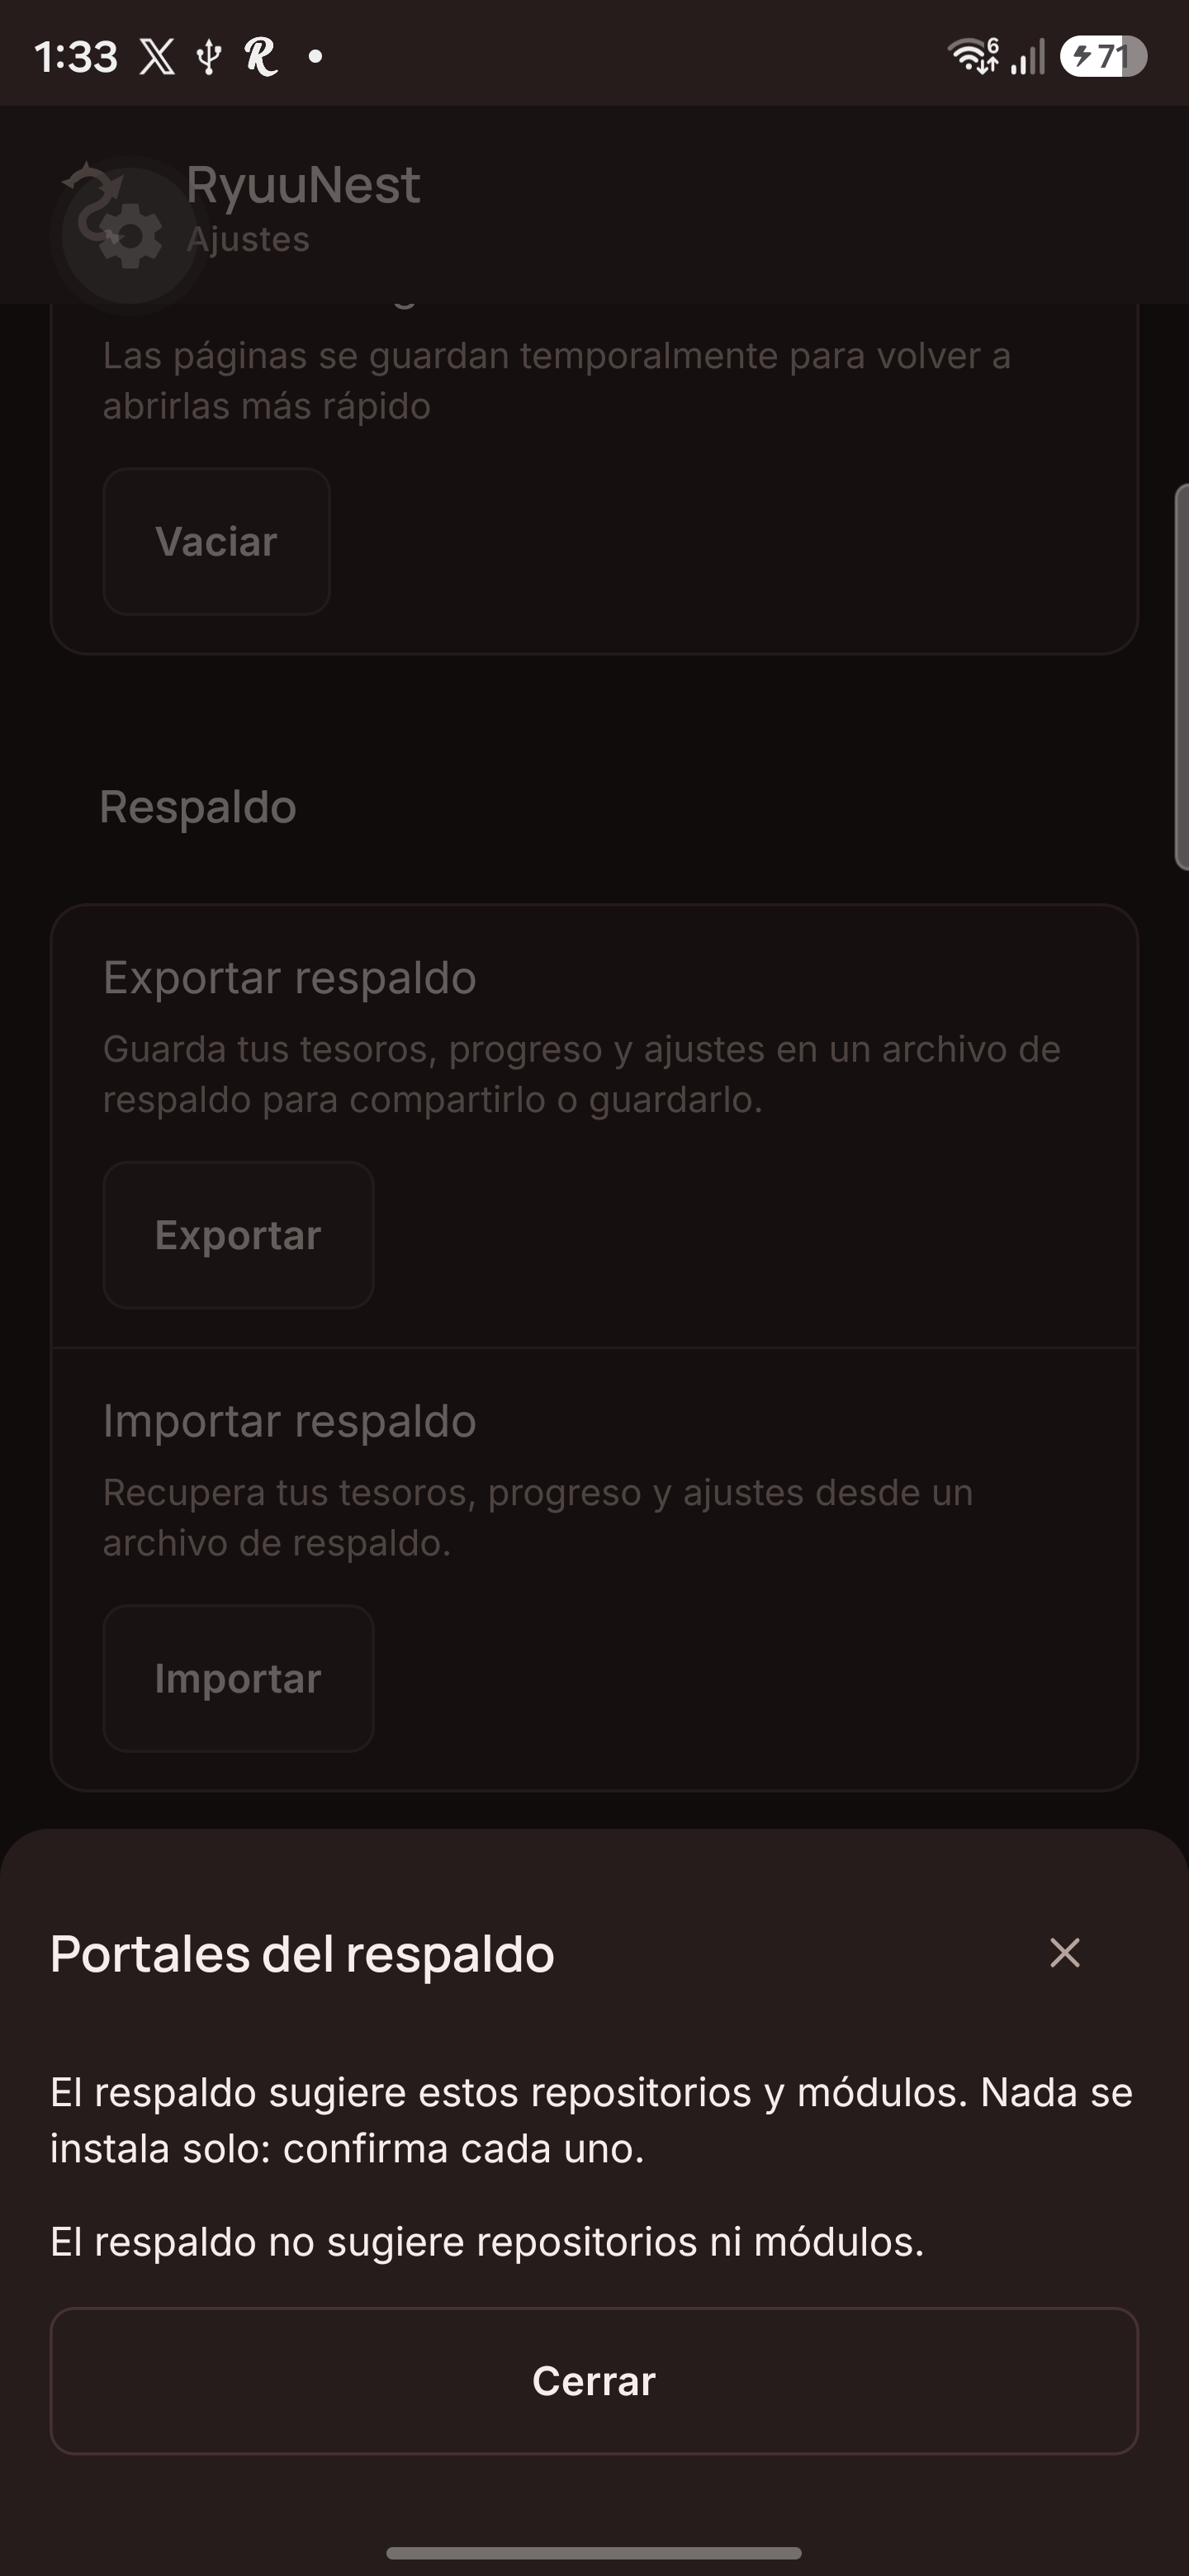 1:33
6
71
RyuuNest
Ajustes
Las páginas se guardan temporalmente para volver a
abrirlas más rápido
Vaciar
Respaldo
Exportar respaldo
Guarda tus tesoros, progreso y ajustes en un archivo de
respaldo para compartirlo o guardarlo.
Exportar
Importar respaldo
Recupera tus tesoros, progreso y ajustes desde un
archivo de respaldo.
Importar
Portales del respaldo
El respaldo sugiere estos repositorios y módulos. Nada se
instala solo: confirma cada uno.
El respaldo no sugiere repositorios ni módulos.
Cerrar